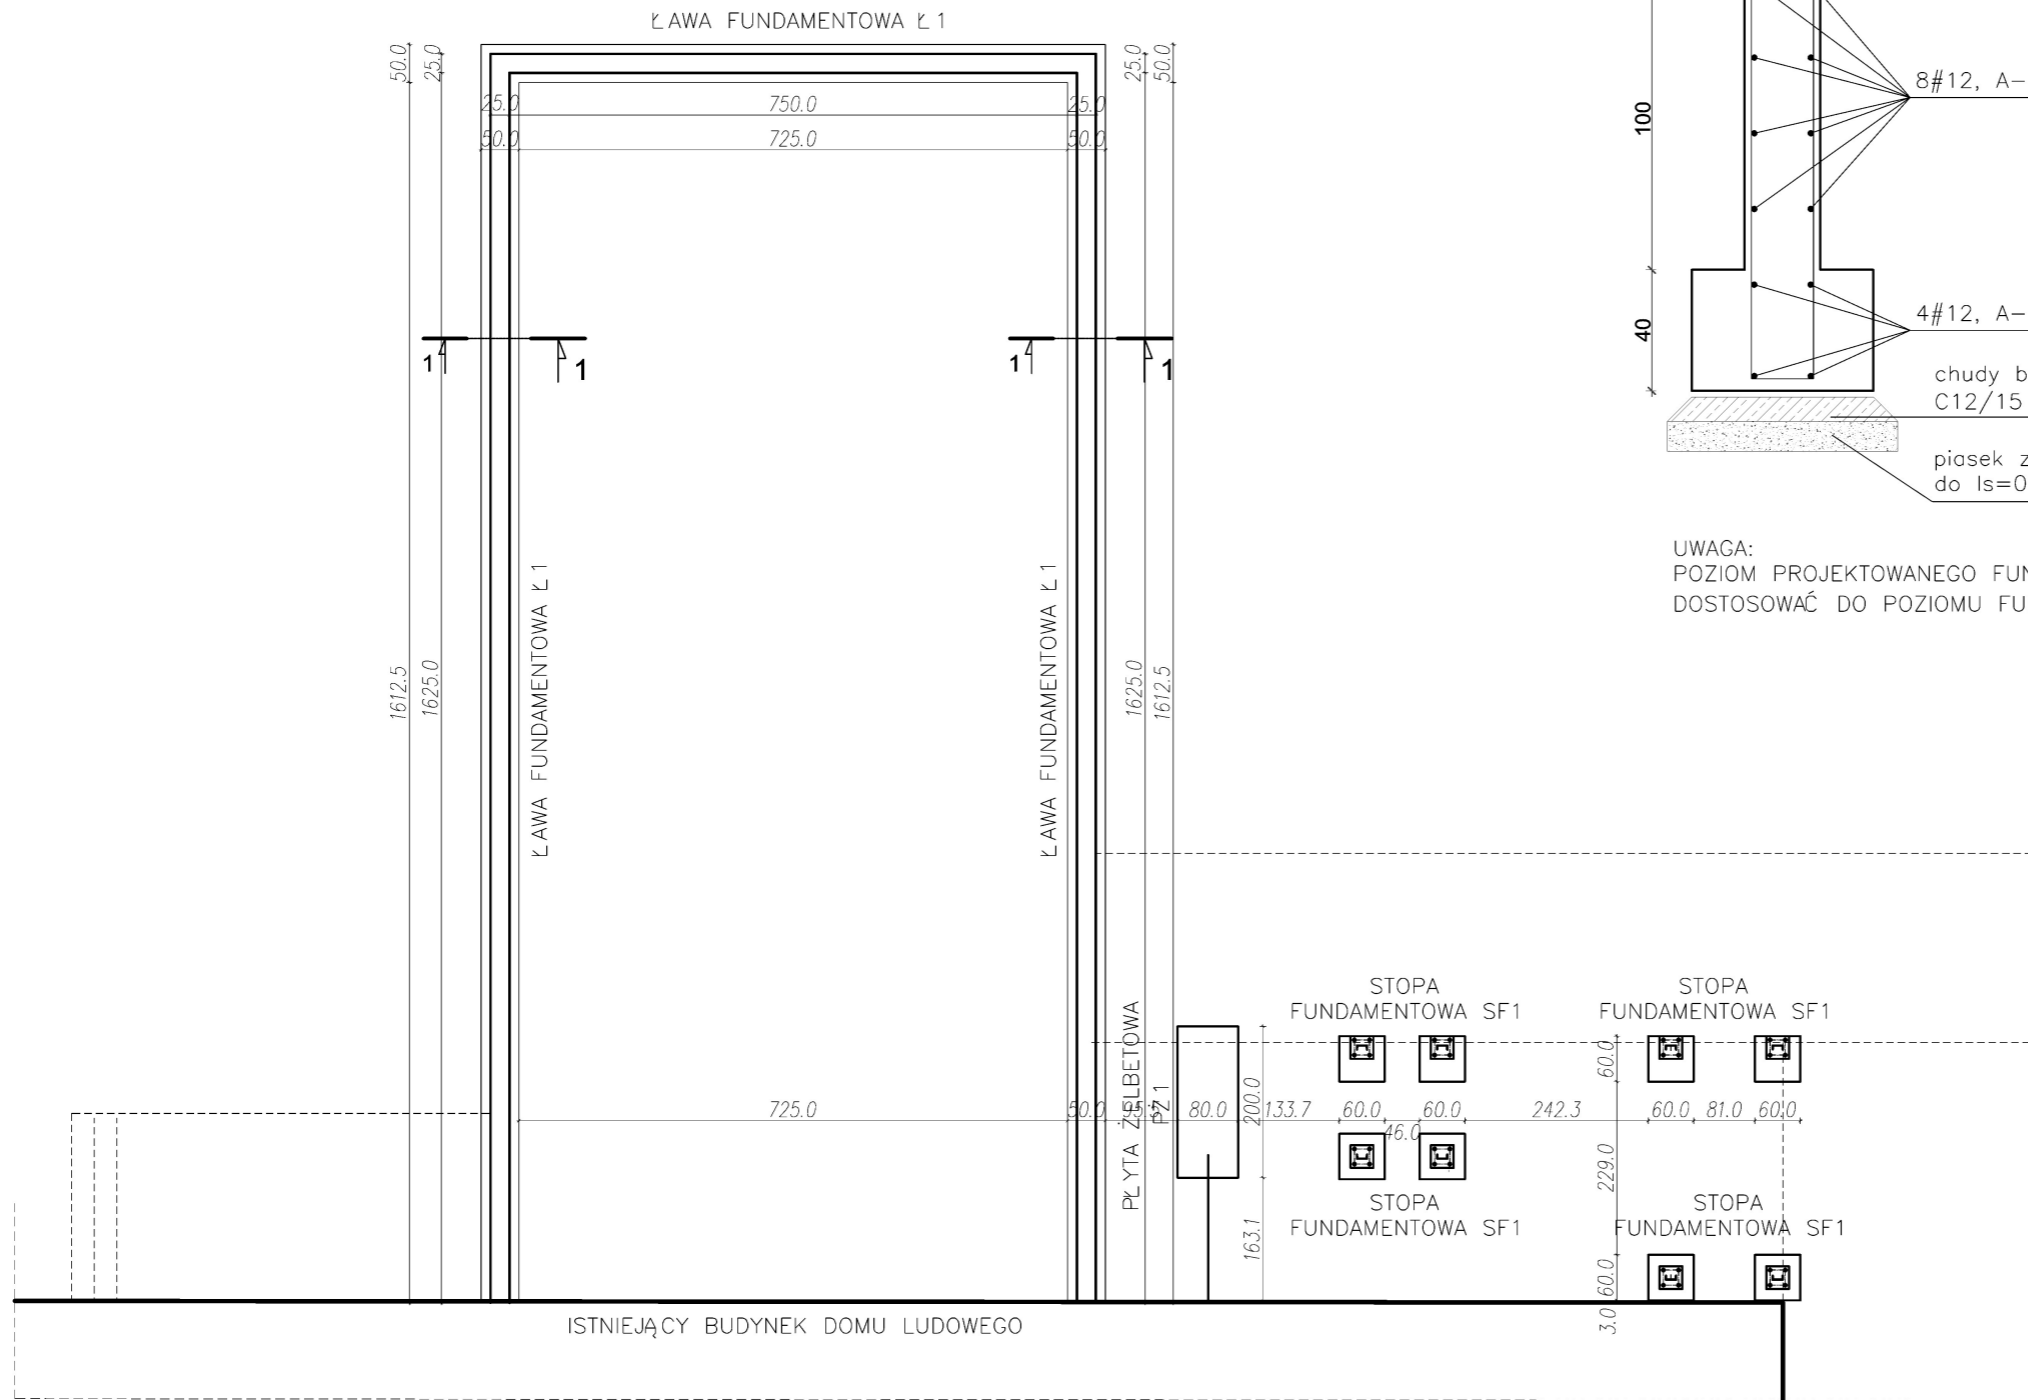 ŁAWA FUNDAMENTOWA Ł1
50.0
25.0
25.0
50.0
25.0 750.0 25.0
50.0 725.0 50.0
1 1
1 1
1612.5
1625.0
ŁAWA FUNDAMENTOWA Ł1
ŁAWA FUNDAMENTOWA Ł1
1625.0
1612.5
100
40
8#12, A-
4#12, A-
chudy b
C12/15
piasek z
do Is=0
UWAGA:
POZIOM PROJEKTOWANEGO FUN
DOSTOSOWAĆ DO POZIOMU FU
PŁYTA ŻELBETOWA
PŻ1
STOPA
FUNDAMENTOWA SF1
STOPA
FUNDAMENTOWA SF1
725.0 50.0 80.0 133.7 60.0 46.0 60.0 242.3 60.0 81.0 60.0
200.0
163.1
60.0
229.0
60.0
3.0
STOPA
FUNDAMENTOWA SF1
STOPA
FUNDAMENTOWA SF1
ISTNIEJĄCY BUDYNEK DOMU LUDOWEGO